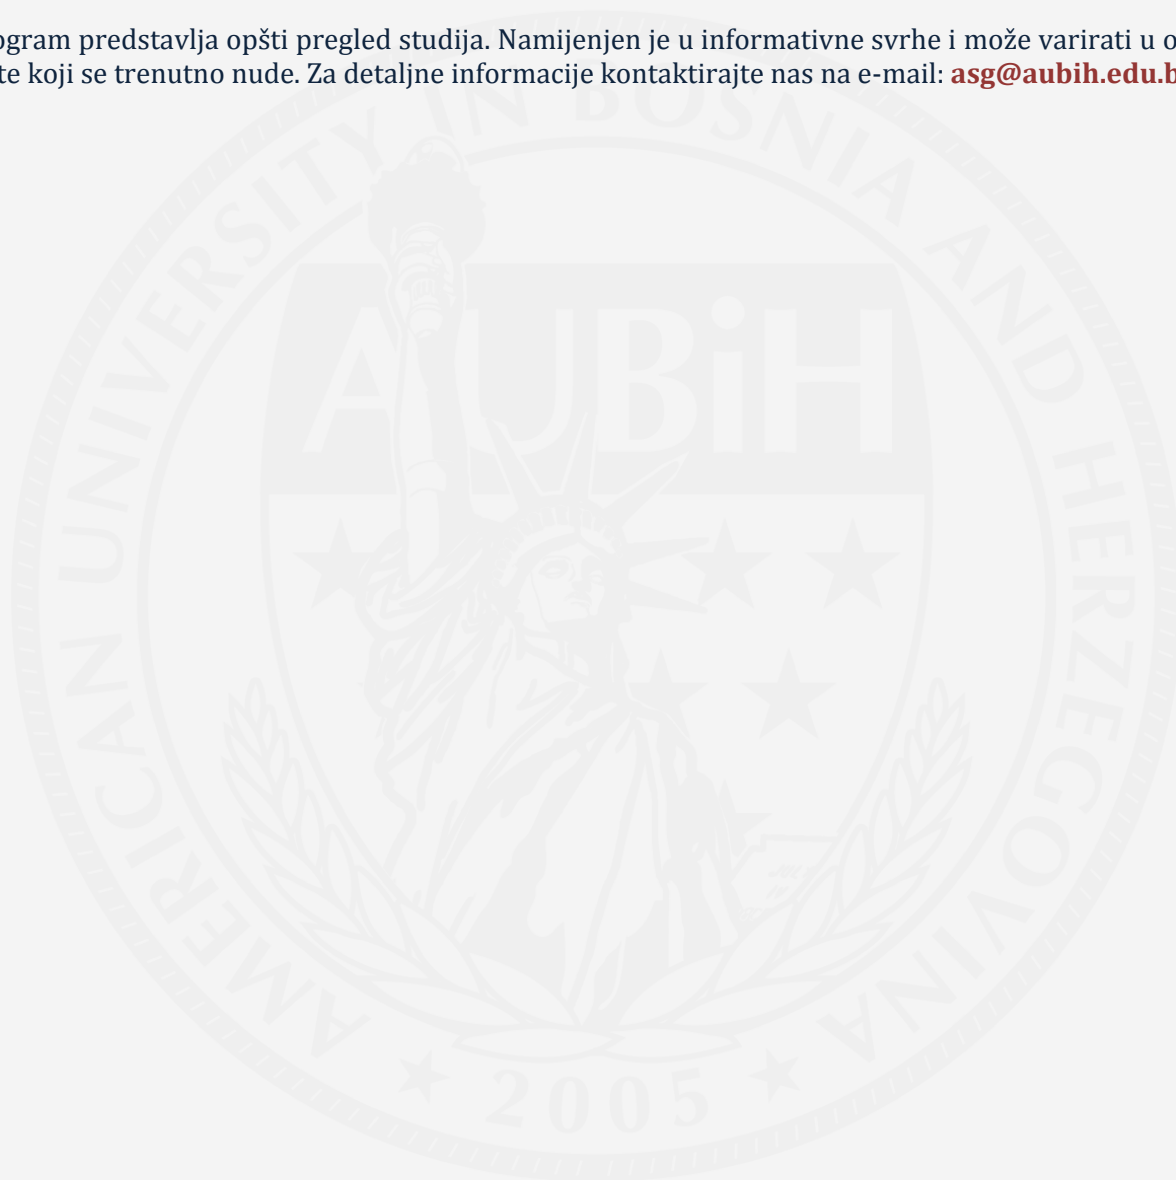 ogram predstavlja opšti pregled studija. Namijenjen je u informativne svrhe i može varirati u o
te koji se trenutno nude. Za detaljne informacije kontaktirajte nas na e-mail: asg@aubih.edu.b
AMERICAN UNIVERSITY IN BOSNIA AND HERZEGOVINA
AUBiH
2005